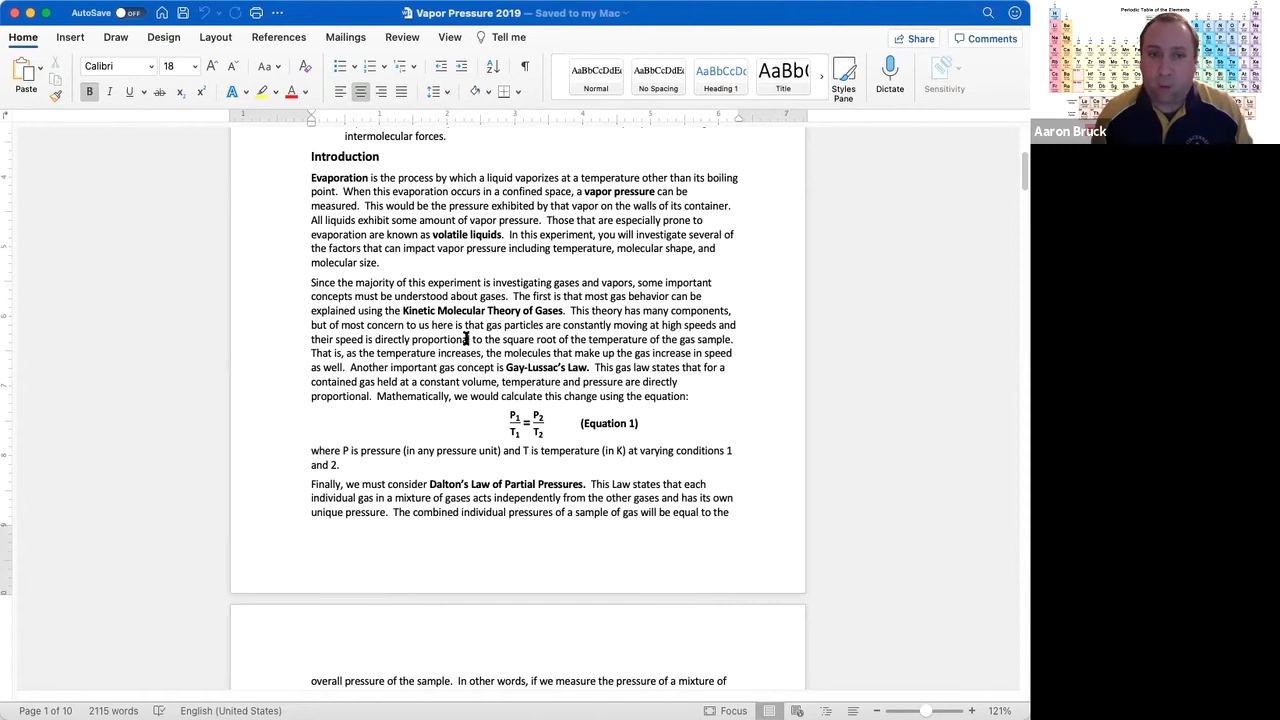 AutoSave OFF
Vapor Pressure 2019 — Saved to my Mac
Home Insert Draw Design Layout References Mailings Review View Tell me
Share Comments
Paste
Calibri 18
B I U ab x₂ x²
AaBbCcDdEe AaBbCcDdEe AaBbCcDc AaBb(
Normal No Spacing Heading 1 Title
Styles Pane
Dictate
Sensitivity
Periodic Table of the Elements
Aaron Bruck
intermolecular forces.
Introduction
Evaporation is the process by which a liquid vaporizes at a temperature other than its boiling
point. When this evaporation occurs in a confined space, a vapor pressure can be
measured. This would be the pressure exhibited by that vapor on the walls of its container.
All liquids exhibit some amount of vapor pressure. Those that are especially prone to
evaporation are known as volatile liquids. In this experiment, you will investigate several of
the factors that can impact vapor pressure including temperature, molecular shape, and
molecular size.
Since the majority of this experiment is investigating gases and vapors, some important
concepts must be understood about gases. The first is that most gas behavior can be
explained using the Kinetic Molecular Theory of Gases. This theory has many components,
but of most concern to us here is that gas particles are constantly moving at high speeds and
their speed is directly proportional to the square root of the temperature of the gas sample.
That is, as the temperature increases, the molecules that make up the gas increase in speed
as well. Another important gas concept is Gay-Lussac's Law. This gas law states that for a
contained gas held at a constant volume, temperature and pressure are directly
proportional. Mathematically, we would calculate this change using the equation:
P₁/T₁ = P₂/T₂ (Equation 1)
where P is pressure (in any pressure unit) and T is temperature (in K) at varying conditions 1
and 2.
Finally, we must consider Dalton's Law of Partial Pressures. This Law states that each
individual gas in a mixture of gases acts independently from the other gases and has its own
unique pressure. The combined individual pressures of a sample of gas will be equal to the
overall pressure of the sample. In other words, if we measure the pressure of a mixture of
Page 1 of 10 2115 words English (United States) Focus 121%